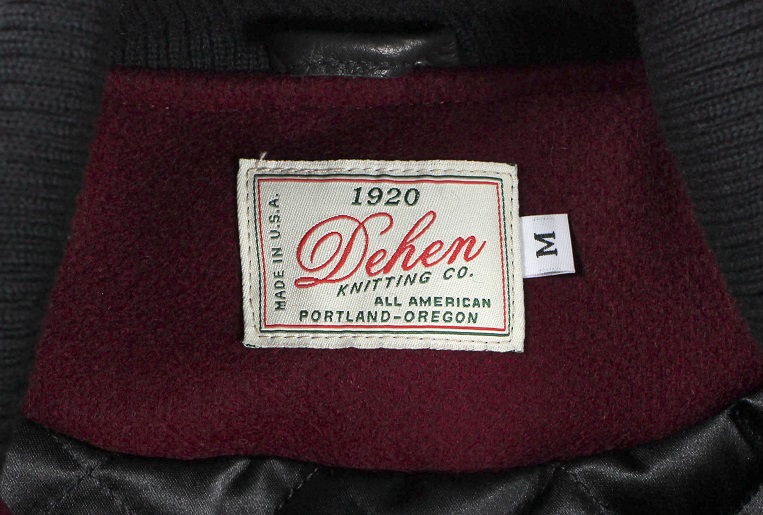 1920
Dehen
KNITTING CO.
ALL AMERICAN
PORTLAND-OREGON
MADE IN U.S.A.
M